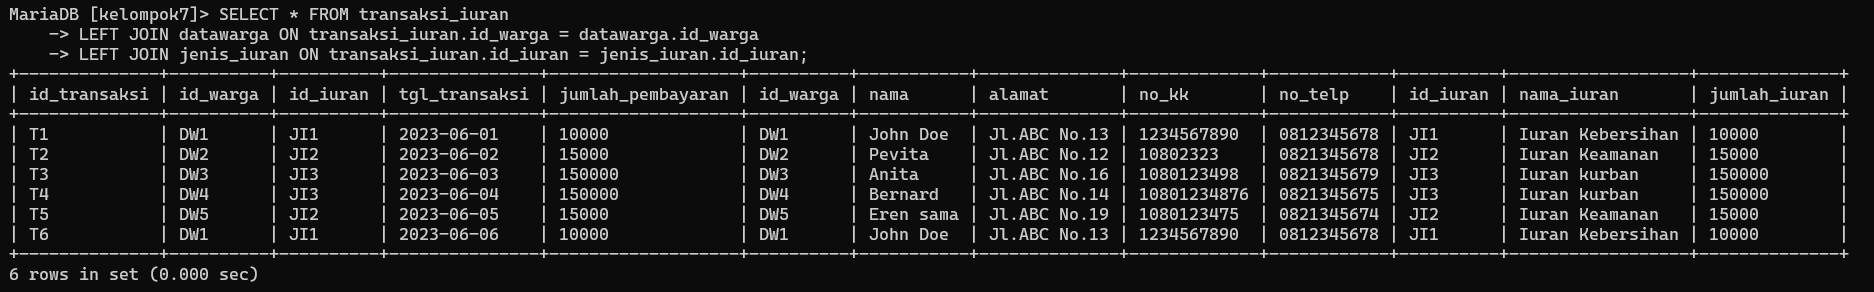 MariaDB [kelompok7]> SELECT * FROM transaksi_iuran
    -> LEFT JOIN datawarga ON transaksi_iuran.id_warga = datawarga.id_warga
    -> LEFT JOIN jenis_iuran ON transaksi_iuran.id_iuran = jenis_iuran.id_iuran;
+--------------+----------+----------+---------------+-------------------+----------+-----------+--------------+-------------+------------+----------+------------------+--------------+
| id_transaksi | id_warga | id_iuran | tgl_transaksi | jumlah_pembayaran | id_warga | nama      | alamat       | no_kk       | no_telp    | id_iuran | nama_iuran       | jumlah_iuran |
+--------------+----------+----------+---------------+-------------------+----------+-----------+--------------+-------------+------------+----------+------------------+--------------+
| T1           | DW1      | JI1      | 2023-06-01    | 10000             | DW1      | John Doe  | Jl.ABC No.13 | 1234567890  | 0812345678 | JI1      | Iuran Kebersihan | 10000        |
| T2           | DW2      | JI2      | 2023-06-02    | 15000             | DW2      | Pevita    | Jl.ABC No.12 | 10802323    | 0821345678 | JI2      | Iuran Keamanan   | 15000        |
| T3           | DW3      | JI3      | 2023-06-03    | 150000            | DW3      | Anita     | Jl.ABC No.16 | 1080123498  | 0821345679 | JI3      | Iuran kurban     | 150000       |
| T4           | DW4      | JI3      | 2023-06-04    | 150000            | DW4      | Bernard   | Jl.ABC No.14 | 10801234876 | 0821345675 | JI3      | Iuran kurban     | 150000       |
| T5           | DW5      | JI2      | 2023-06-05    | 15000             | DW5      | Eren sama | Jl.ABC No.19 | 1080123475  | 0821345674 | JI2      | Iuran Keamanan   | 15000        |
| T6           | DW1      | JI1      | 2023-06-06    | 10000             | DW1      | John Doe  | Jl.ABC No.13 | 1234567890  | 0812345678 | JI1      | Iuran Kebersihan | 10000        |
+--------------+----------+----------+---------------+-------------------+----------+-----------+--------------+-------------+------------+----------+------------------+--------------+
6 rows in set (0.000 sec)